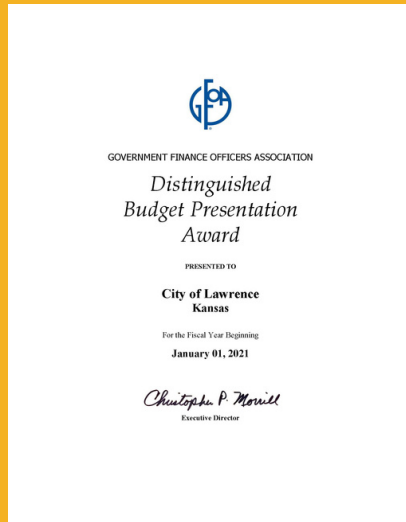 GFOA
GOVERNMENT FINANCE OFFICERS ASSOCIATION
Distinguished
Budget Presentation
Award
PRESENTED TO
City of Lawrence
Kansas
For the Fiscal Year Beginning
January 01, 2021
Christopher P. Morrill
Executive Director